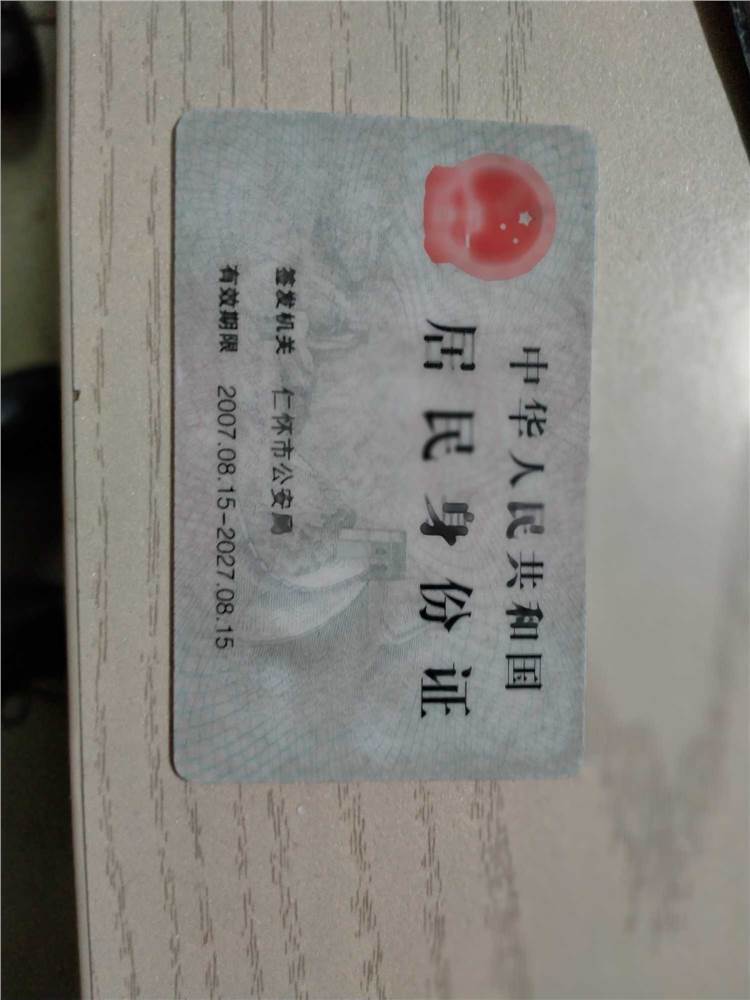 中华人民共和国
居民身份证
签发机关 仁怀市公安局
有效期限 2007.08.15-2027.08.15